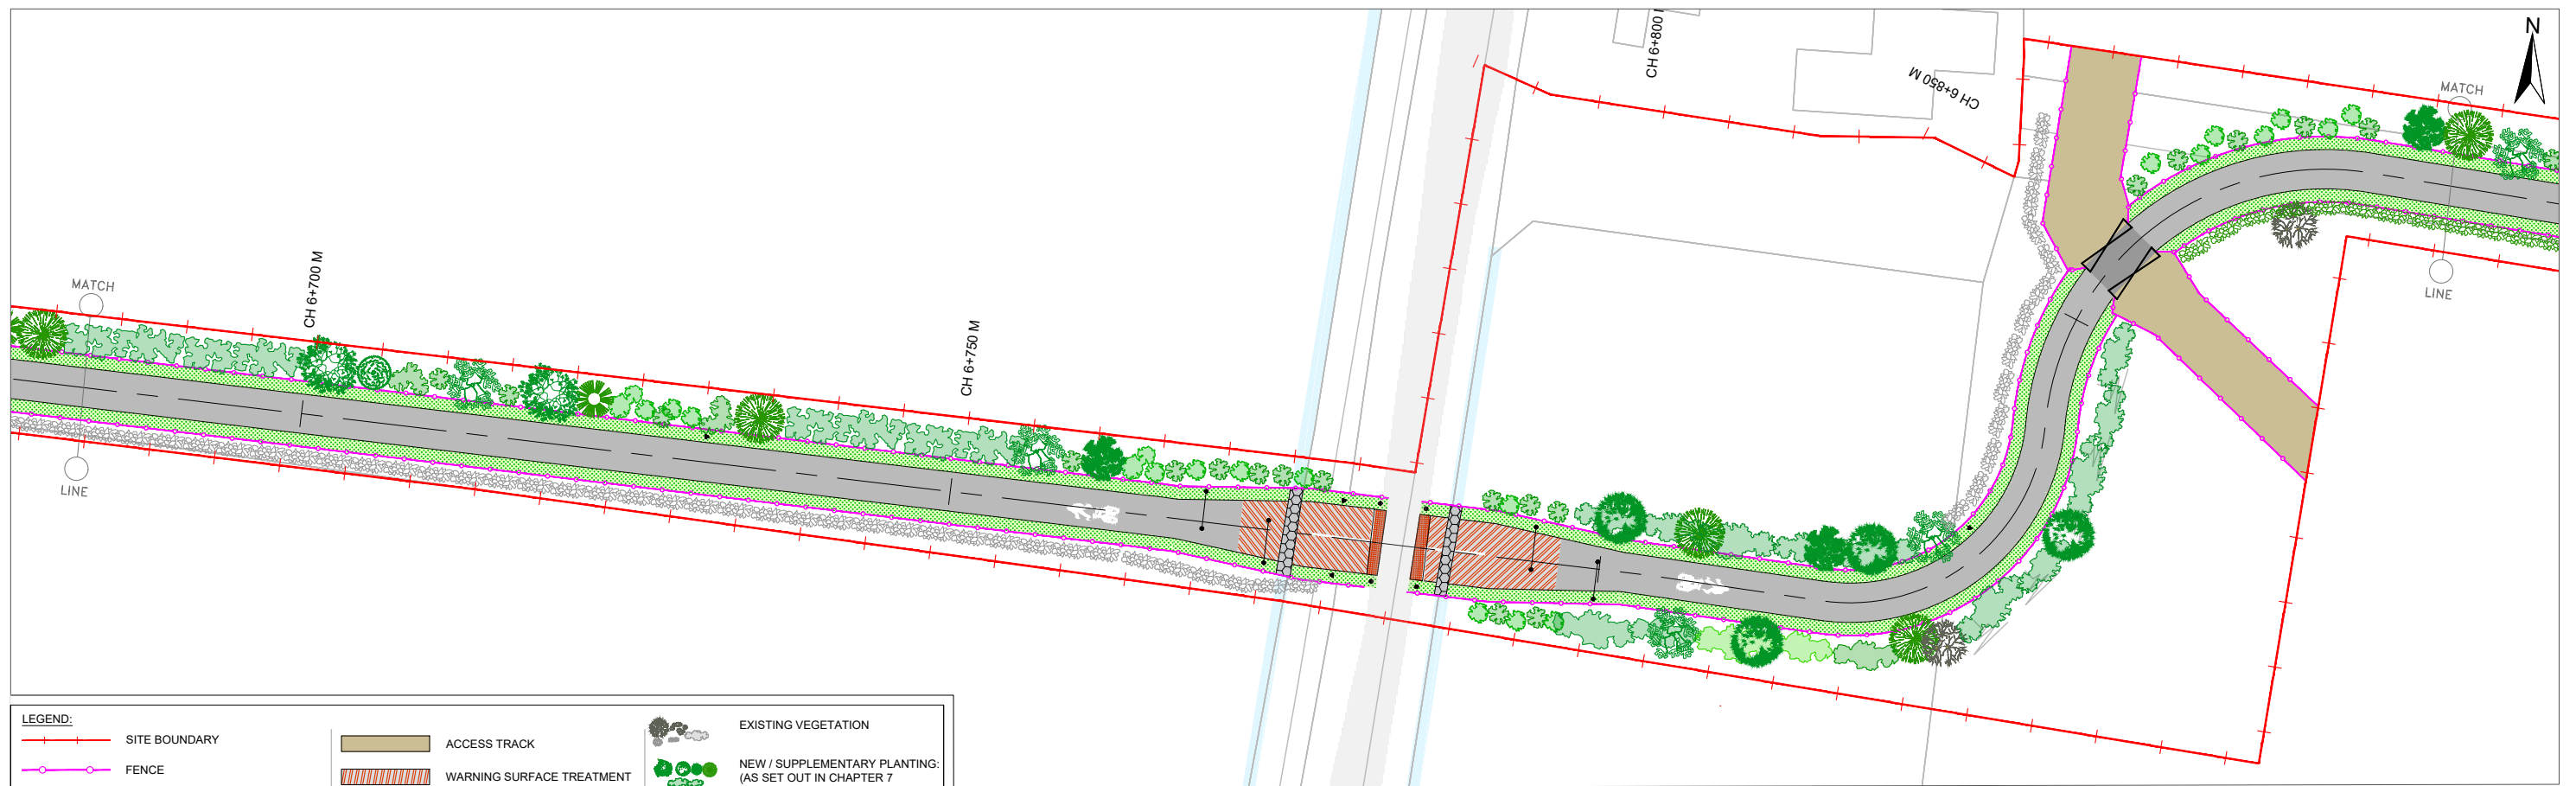 N
CH 6+800 M
CH 6+850 M
MATCH
LINE
CH 6+700 M
CH 6+750 M
MATCH
LINE
LEGEND:
SITE BOUNDARY
FENCE
ACCESS TRACK
WARNING SURFACE TREATMENT
EXISTING VEGETATION
NEW / SUPPLEMENTARY PLANTING:
(AS SET OUT IN CHAPTER 7